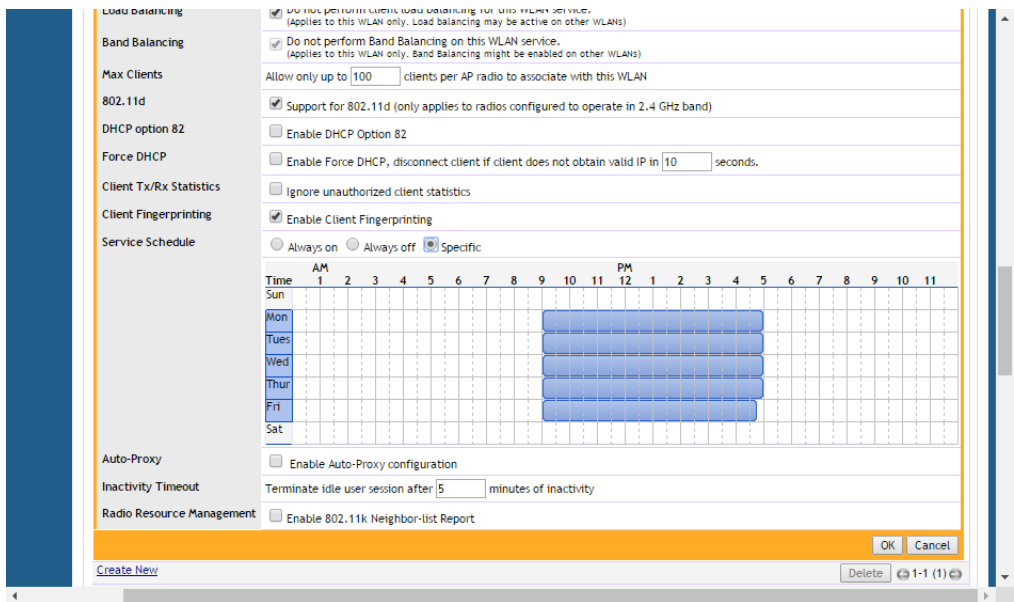 Load Balancing Do not perform client load balancing for this WLAN service.
(Applies to this WLAN only. Load balancing may be active on other WLANs)
Band Balancing Do not perform Band Balancing on this WLAN service.
(Applies to this WLAN only. Band Balancing might be enabled on other WLANs)
Max Clients Allow only up to 100 clients per AP radio to associate with this WLAN
802.11d Support for 802.11d (only applies to radios configured to operate in 2.4 GHz band)
DHCP option 82 Enable DHCP Option 82
Force DHCP Enable Force DHCP, disconnect client if client does not obtain valid IP in 10 seconds.
Client Tx/Rx Statistics Ignore unauthorized client statistics
Client Fingerprinting Enable Client Fingerprinting
Service Schedule Always on Always off Specific
AM PM
Time 1 2 3 4 5 6 7 8 9 10 11 12 1 2 3 4 5 6 7 8 9 10 11
Sun
Mon
Tues
Wed
Thur
Fri
Sat
Auto-Proxy Enable Auto-Proxy configuration
Inactivity Timeout Terminate idle user session after 5 minutes of inactivity
Radio Resource Management Enable 802.11k Neighbor-list Report
OK Cancel
Create New Delete 1-1 (1)